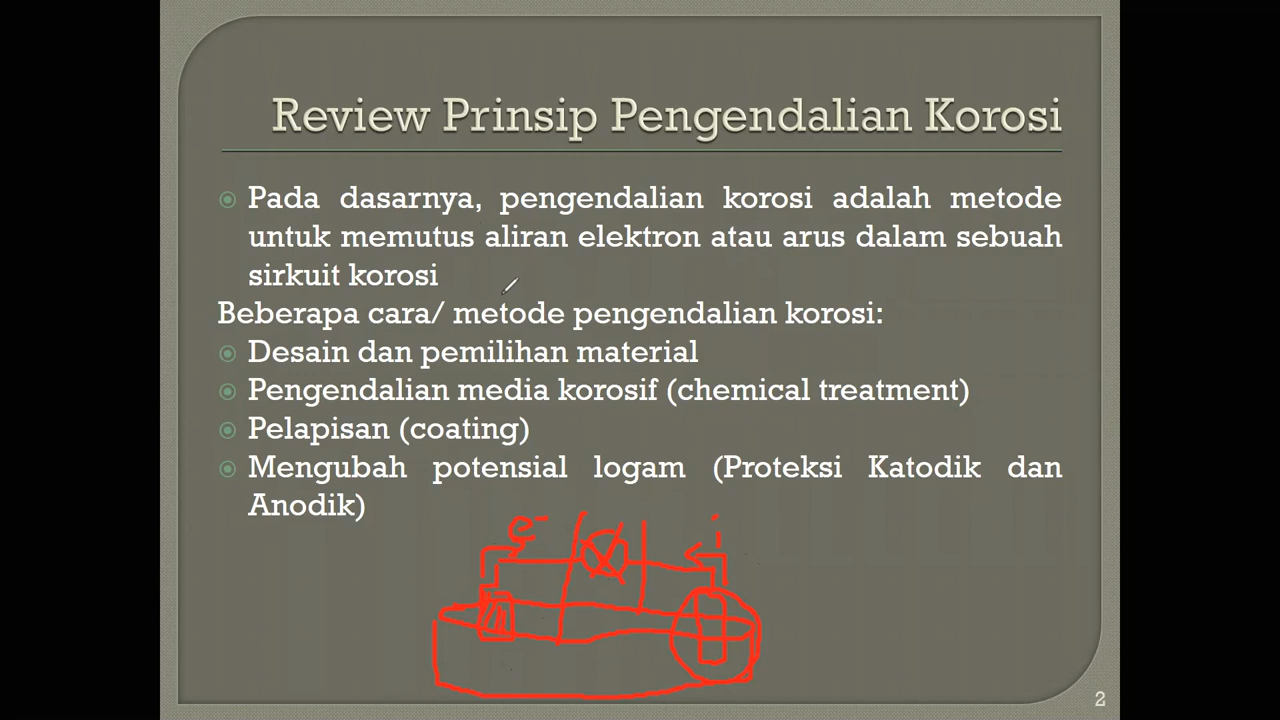 Review Prinsip Pengendalian Korosi
Pada dasarnya, pengendalian korosi adalah metode
untuk memutus aliran elektron atau arus dalam sebuah
sirkuit korosi
Beberapa cara/ metode pengendalian korosi:
Desain dan pemilihan material
Pengendalian media korosif (chemical treatment)
Pelapisan (coating)
Mengubah potensial logam (Proteksi Katodik dan
Anodik)
e⁻
i
2